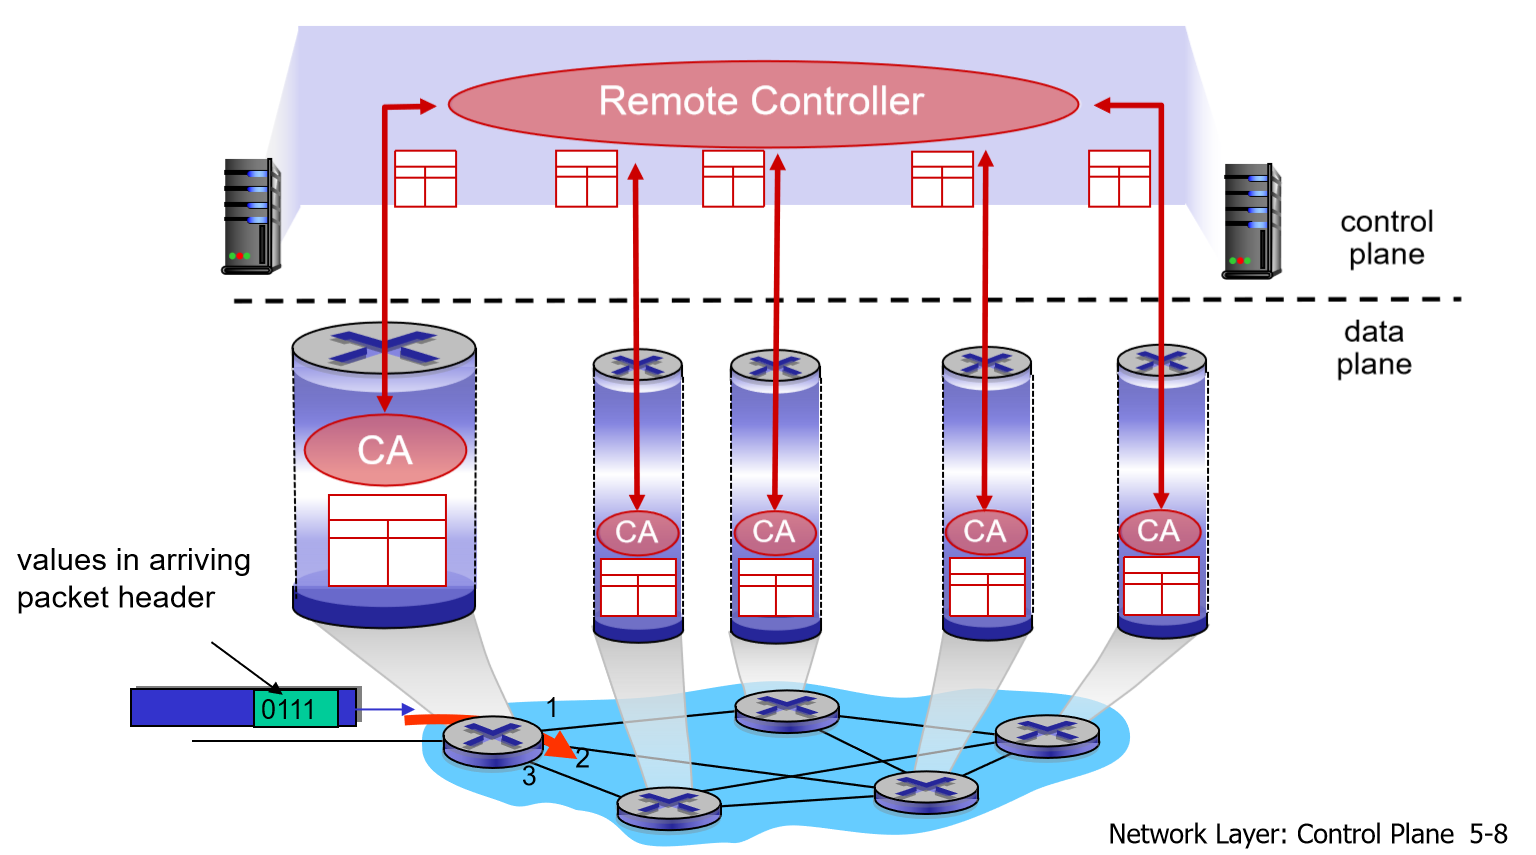 Remote Controller
control
plane
data
plane
CA
CA
CA
CA
CA
values in arriving
packet header
0111
1
2
3
Network Layer: Control Plane 5-8